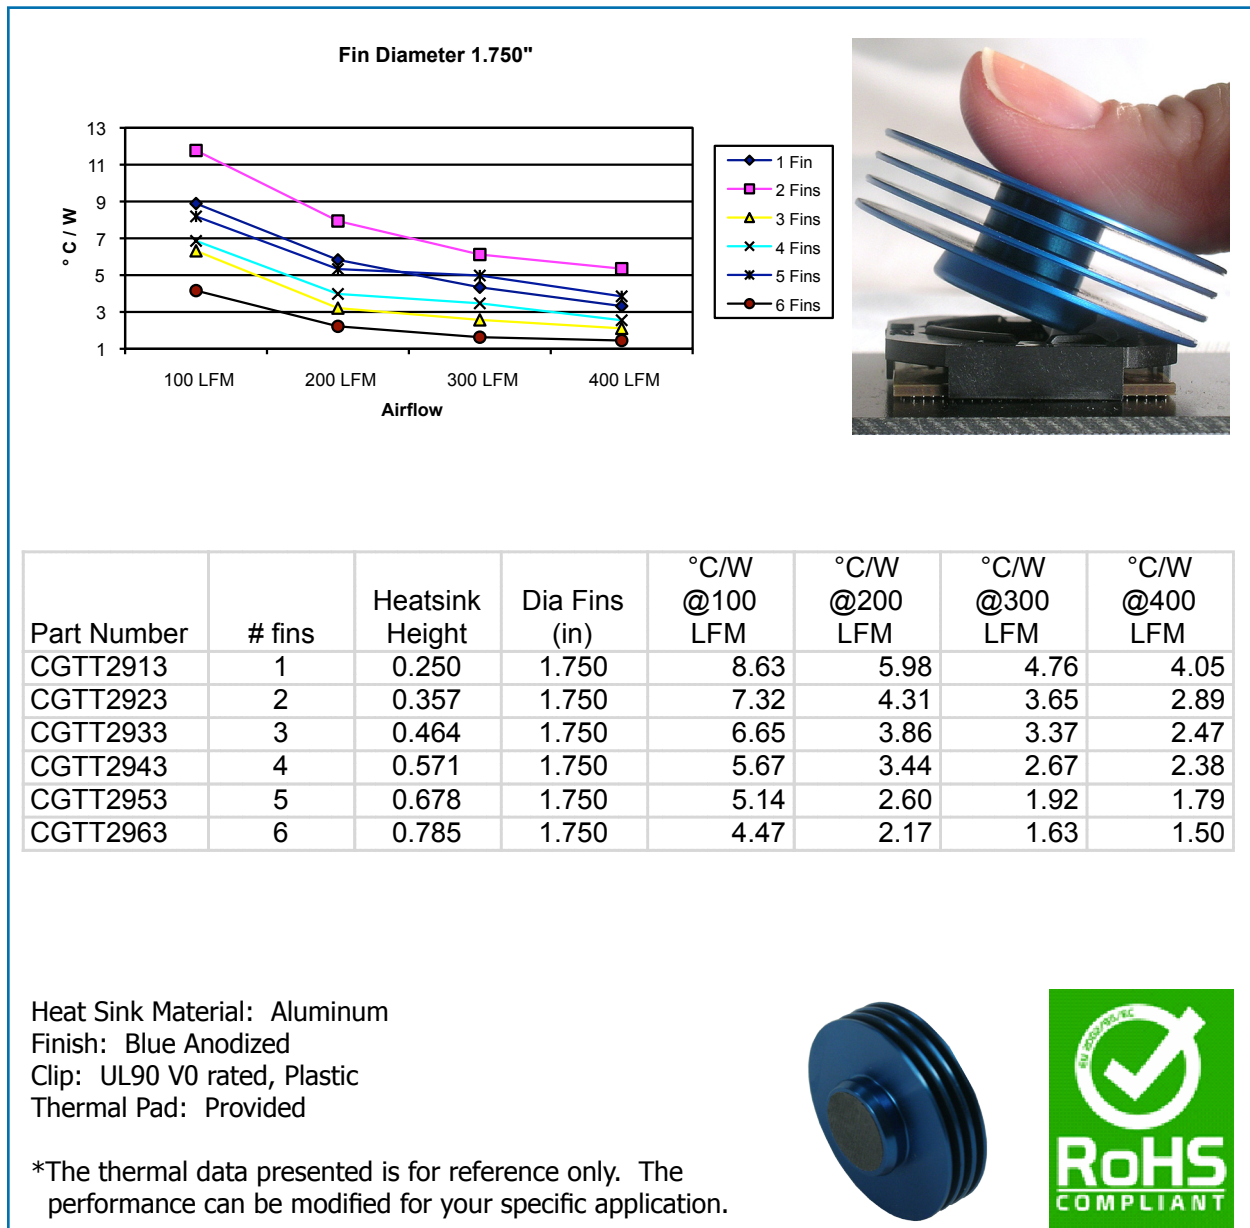 Fin Diameter 1.750"
13
11
9
7
5
3
1
° C / W
100 LFM 200 LFM 300 LFM 400 LFM
Airflow
1 Fin
2 Fins
3 Fins
4 Fins
5 Fins
6 Fins
Part Number # fins Heatsink Height Dia Fins (in) °C/W @100 LFM °C/W @200 LFM °C/W @300 LFM °C/W @400 LFM
CGTT2913 1 0.250 1.750 8.63 5.98 4.76 4.05
CGTT2923 2 0.357 1.750 7.32 4.31 3.65 2.89
CGTT2933 3 0.464 1.750 6.65 3.86 3.37 2.47
CGTT2943 4 0.571 1.750 5.67 3.44 2.67 2.38
CGTT2953 5 0.678 1.750 5.14 2.60 1.92 1.79
CGTT2963 6 0.785 1.750 4.47 2.17 1.63 1.50
Heat Sink Material: Aluminum
Finish: Blue Anodized
Clip: UL90 V0 rated, Plastic
Thermal Pad: Provided
*The thermal data presented is for reference only. The
performance can be modified for your specific application.
EU 2002/95/EC
RoHS
COMPLIANT